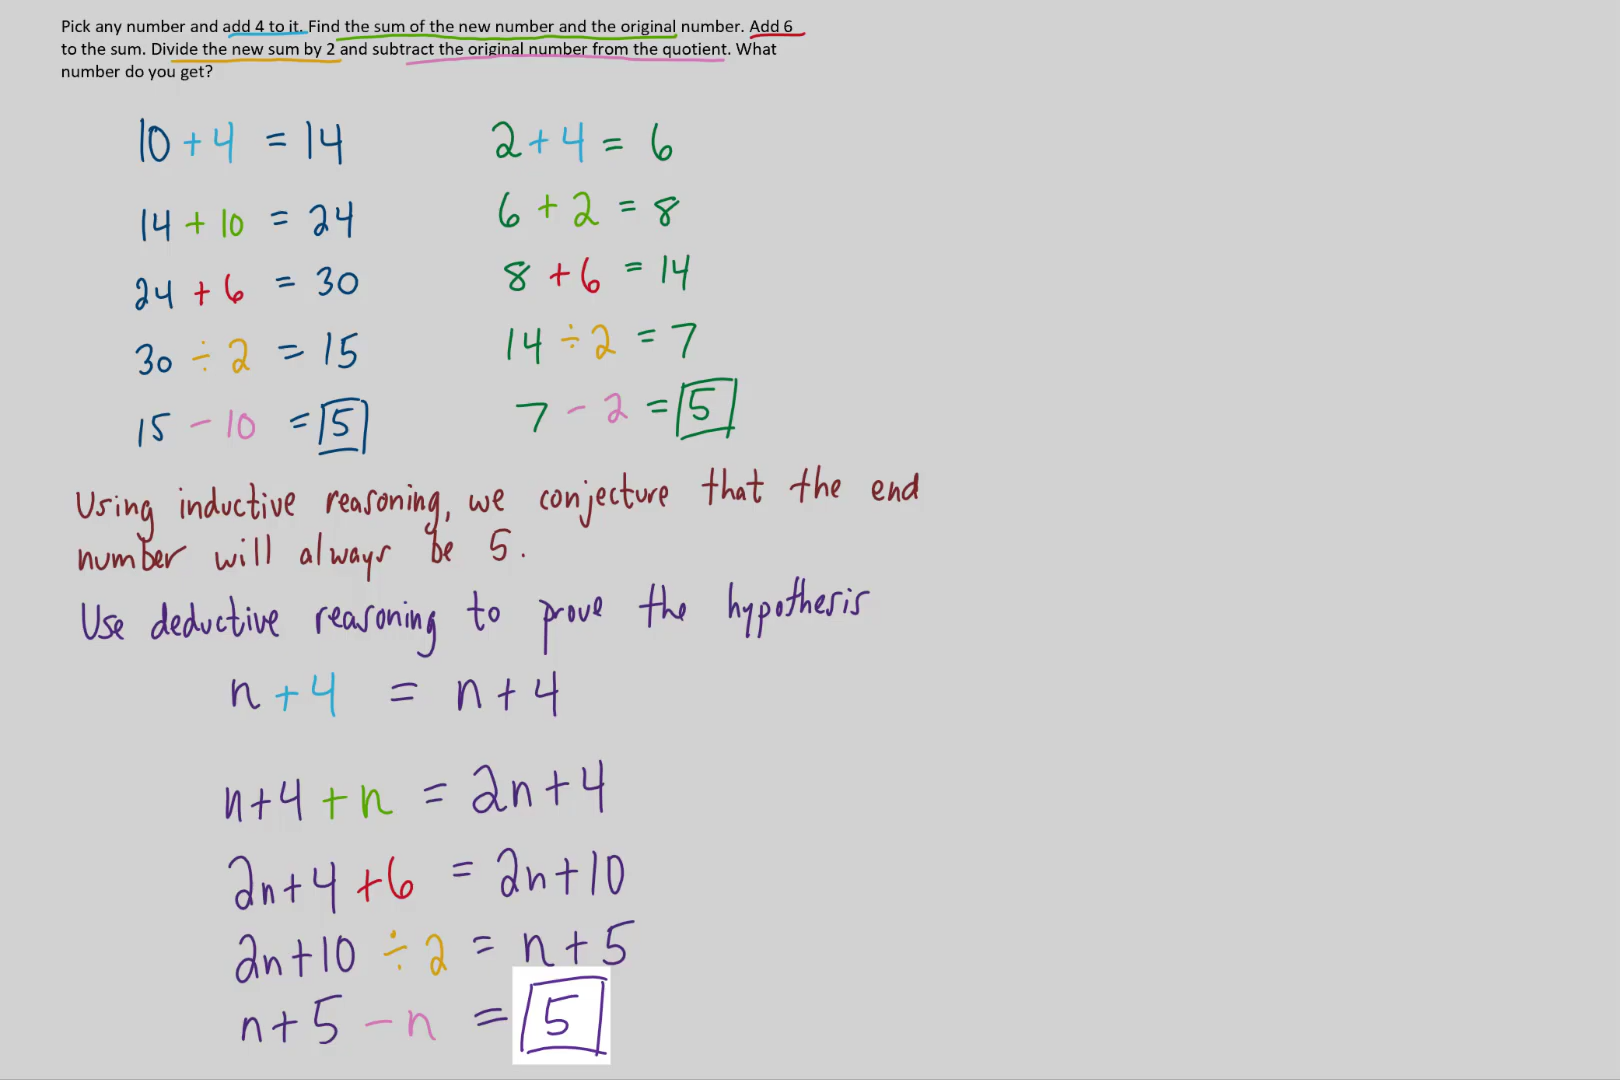 Pick any number and add 4 to it. Find the sum of the new number and the original number. Add 6
to the sum. Divide the new sum by 2 and subtract the original number from the quotient. What
number do you get?
10 + 4 = 14
14 + 10 = 24
24 + 6 = 30
30 ÷ 2 = 15
15 - 10 = 5
2 + 4 = 6
6 + 2 = 8
8 + 6 = 14
14 ÷ 2 = 7
7 - 2 = 5
Using inductive reasoning, we conjecture that the end
number will always be 5.
Use deductive reasoning to prove the hypothesis
n + 4 = n + 4
n+4 + n = 2n+4
2n+4 +6 = 2n+10
2n+10 ÷ 2 = n+5
n+5 - n = 5